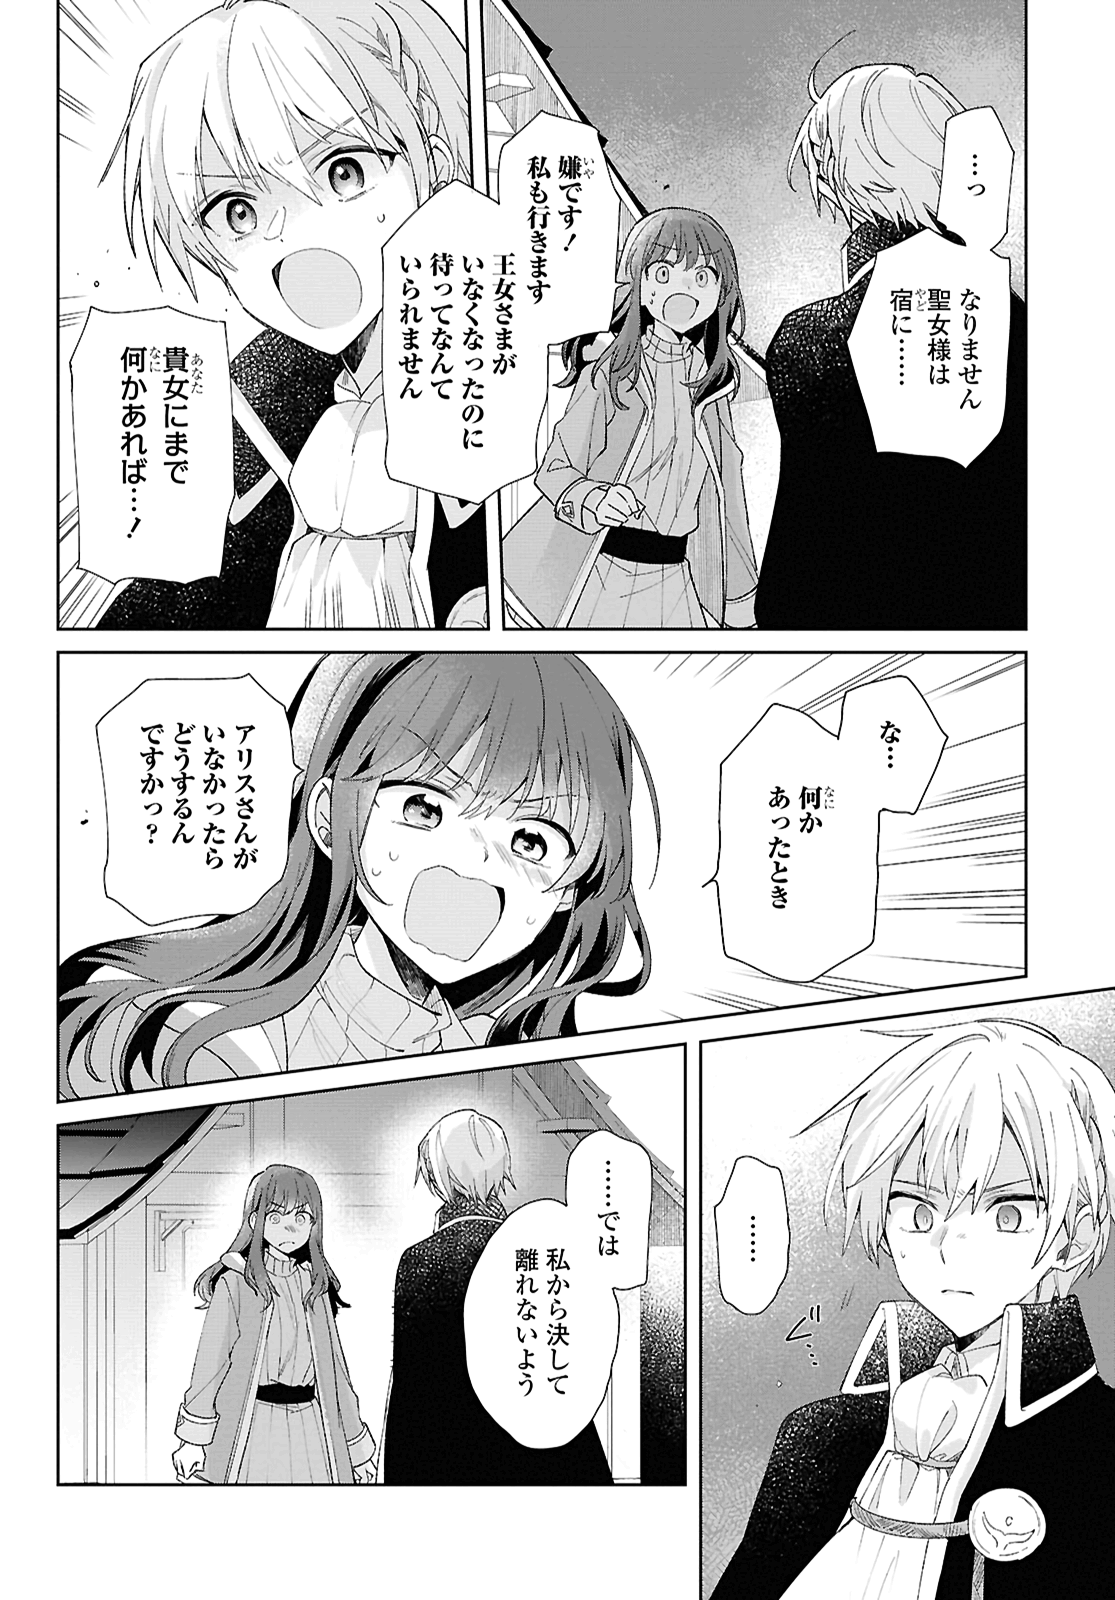 …っ
なりません
聖女様は
宿に……
嫌です！
私も行きます
王女さまが
いなくなったのに
待ってなんて
いられません
貴女にまで
何かあれば…！
な…
何か
あったとき
アリスさんが
いなかったら
どうするん
ですかっ？
……
……では
私から決して
離れないよう